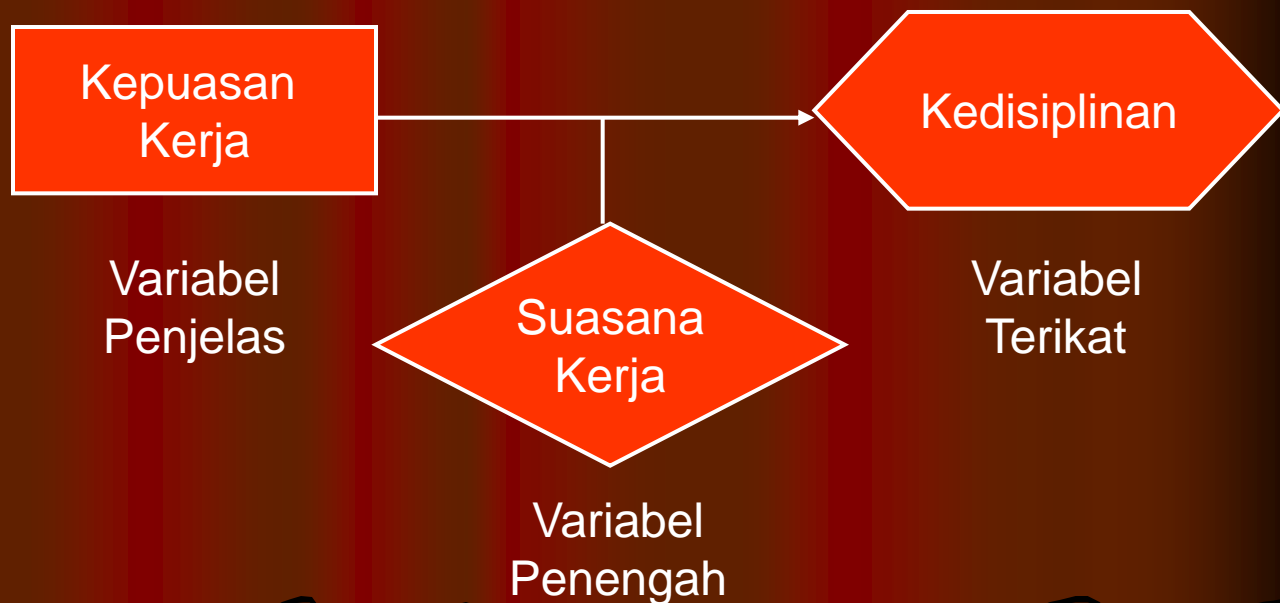 Kepuasan
Kerja
Kedisiplinan
Variabel
Penjelas
Suasana
Kerja
Variabel
Terikat
Variabel
Penengah